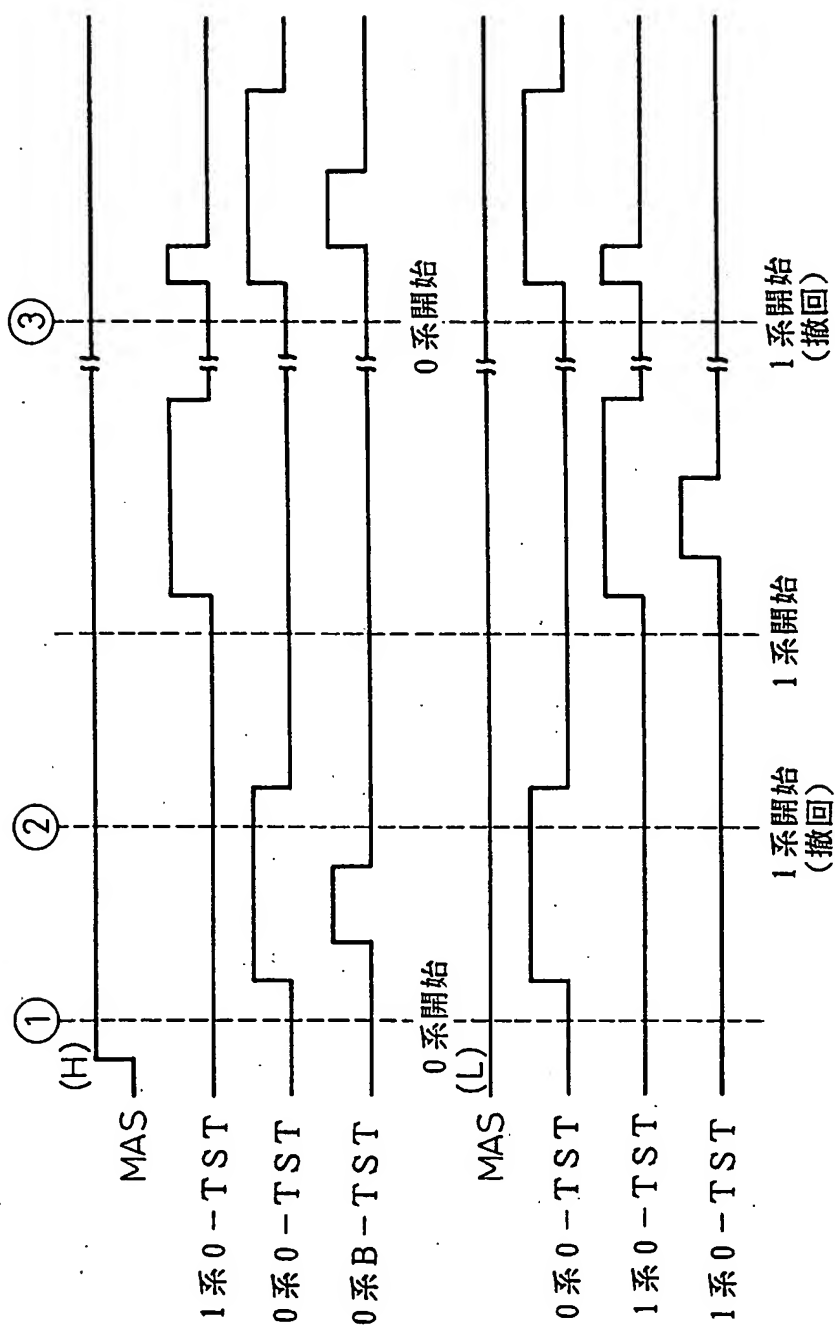 ① ② ③
(H)
MAS
1系0-TST
0系0-TST
0系B-TST
0系開始
0系開始
(L)
MAS
0系0-TST
1系0-TST
1系0-TST
1系開始
(撤回)
1系開始
1系開始
(撤回)